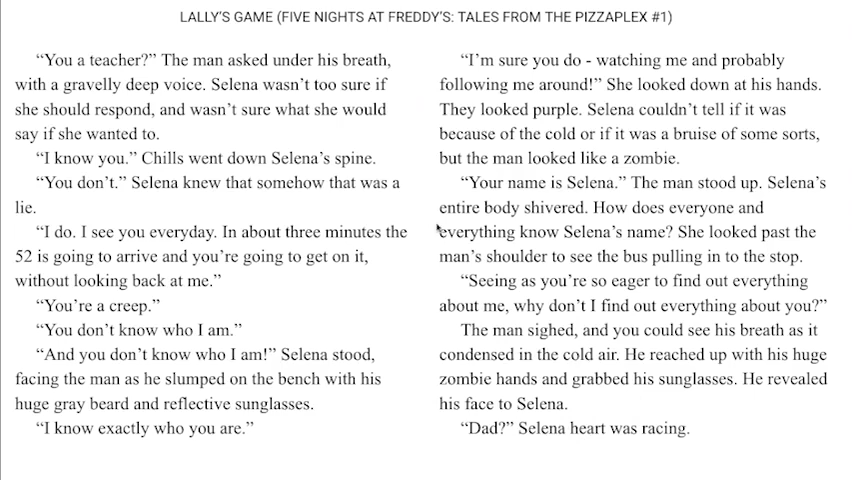 LALLY'S GAME (FIVE NIGHTS AT FREDDY'S: TALES FROM THE PIZZAPLEX #1)
“You a teacher?” The man asked under his breath,
with a gravelly deep voice. Selena wasn’t too sure if
she should respond, and wasn’t sure what she would
say if she wanted to.
“I know you.” Chills went down Selena’s spine.
“You don’t.” Selena knew that somehow that was a
lie.
“I do. I see you everyday. In about three minutes the
52 is going to arrive and you’re going to get on it,
without looking back at me.”
“You’re a creep.”
“You don’t know who I am.”
“And you don’t know who I am!” Selena stood,
facing the man as he slumped on the bench with his
huge gray beard and reflective sunglasses.
“I know exactly who you are.”
“I’m sure you do - watching me and probably
following me around!” She looked down at his hands.
They looked purple. Selena couldn’t tell if it was
because of the cold or if it was a bruise of some sorts,
but the man looked like a zombie.
“Your name is Selena.” The man stood up. Selena’s
entire body shivered. How does everyone and
everything know Selena’s name? She looked past the
man’s shoulder to see the bus pulling in to the stop.
“Seeing as you’re so eager to find out everything
about me, why don’t I find out everything about you?”
The man sighed, and you could see his breath as it
condensed in the cold air. He reached up with his huge
zombie hands and grabbed his sunglasses. He revealed
his face to Selena.
“Dad?” Selena heart was racing.